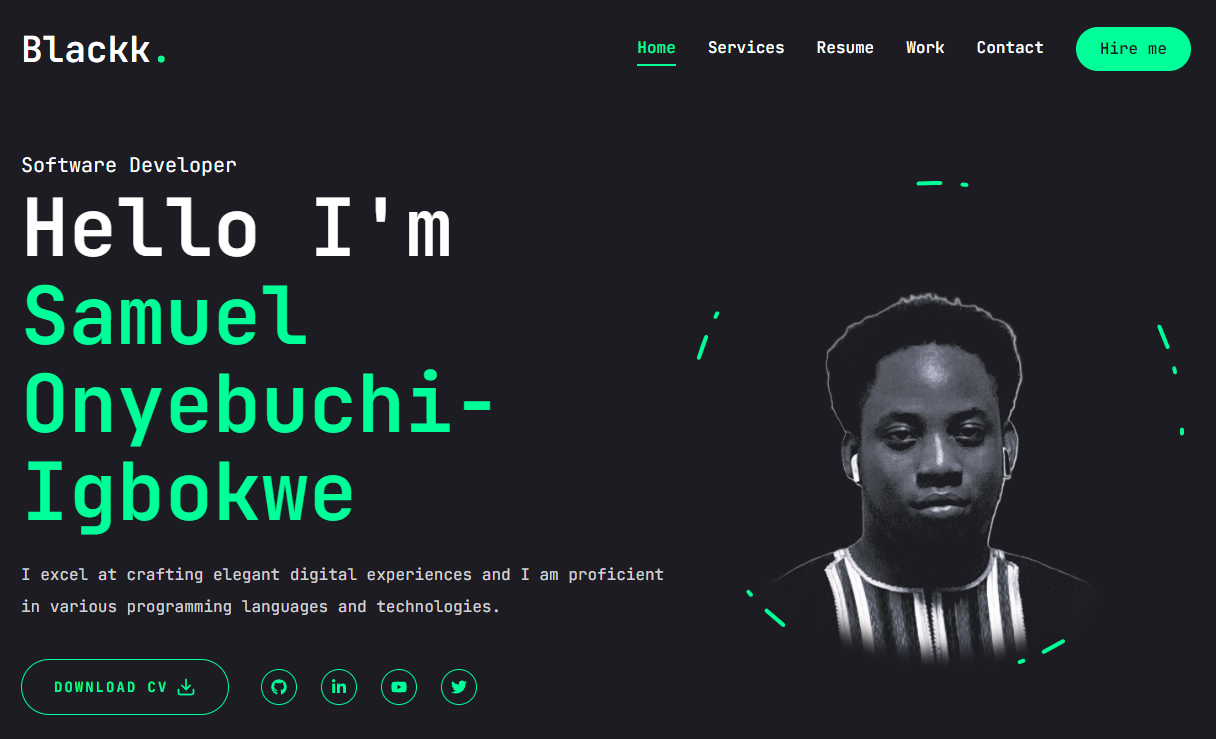 Blackk.
Home Services Resume Work Contact Hire me
Software Developer
Hello I'm
Samuel
Onyebuchi-
Igbokwe
I excel at crafting elegant digital experiences and I am proficient
in various programming languages and technologies.
DOWNLOAD CV
in